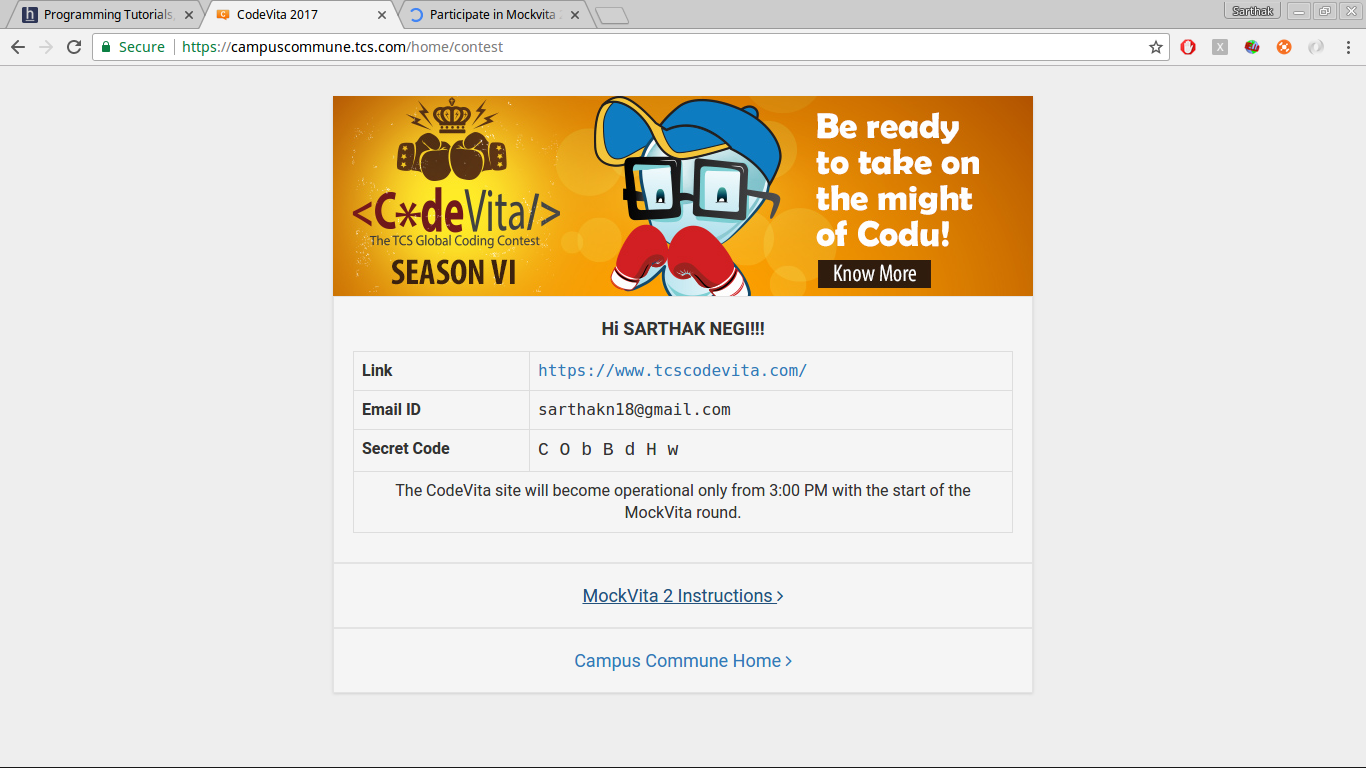 Programming Tutorials,
CodeVita 2017
Participate in Mockvita
Sarthak
Secure
https://campuscommune.tcs.com/home/contest
<C*deVita/>
The TCS Global Coding Contest
SEASON VI
Be ready
to take on
the might
of Codu!
Know More
Hi SARTHAK NEGI!!!
Link
https://www.tcscodevita.com/
Email ID
sarthakn18@gmail.com
Secret Code
C O b B d H w
The CodeVita site will become operational only from 3:00 PM with the start of the
MockVita round.
MockVita 2 Instructions >
Campus Commune Home >